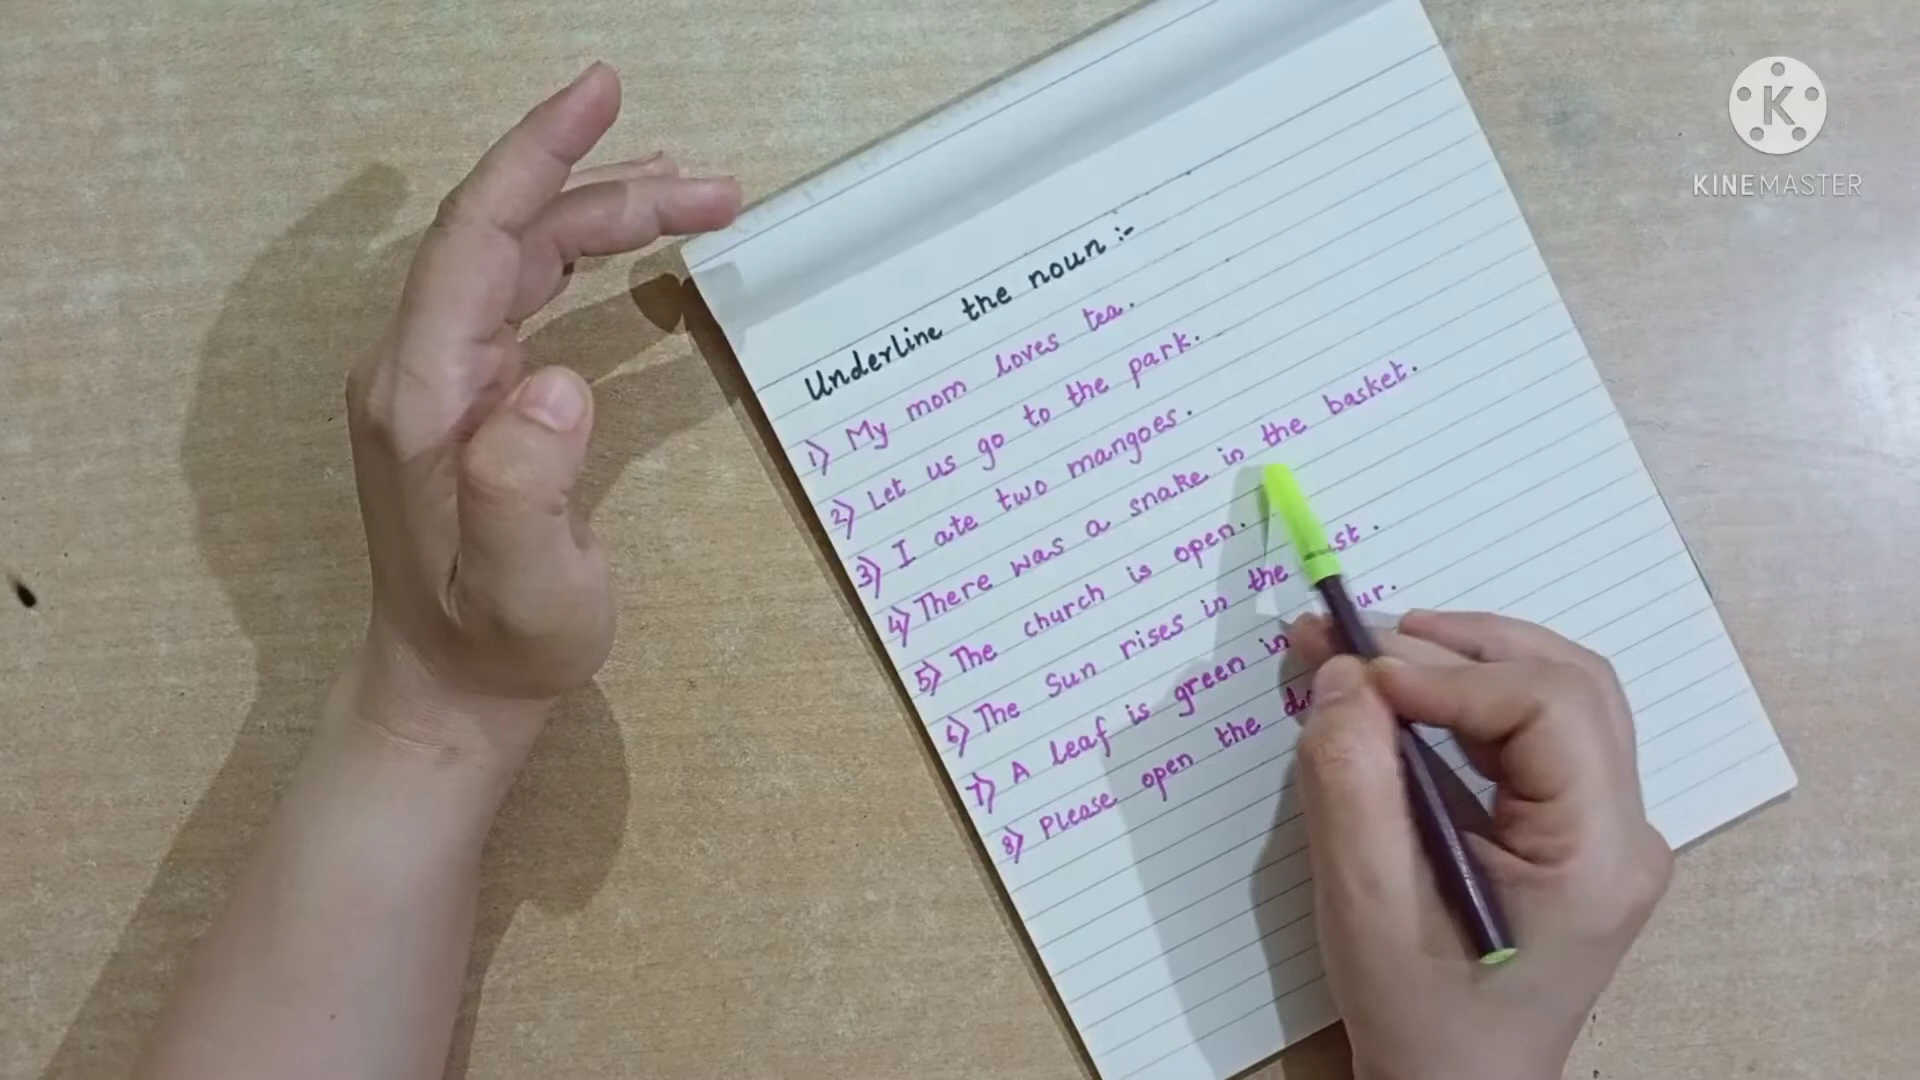 Underline the noun :-
1) My mom loves tea.
2) Let us go to the park.
3) I ate two mangoes.
4) There was a snake in the basket.
5) The church is open.
6) The Sun rises in the
7) A leaf is green in
8) Please open the
KINEMASTER